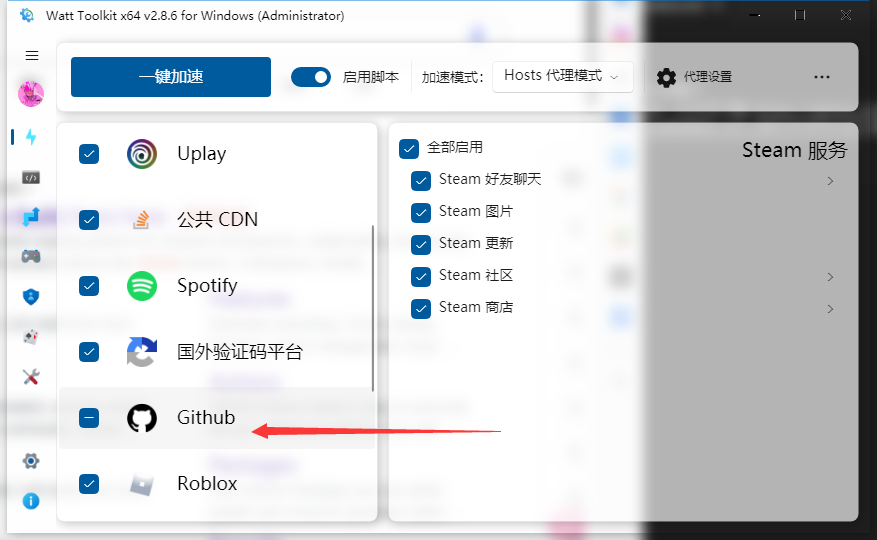 Watt Toolkit x64 v2.8.6 for Windows (Administrator)
一键加速
启用脚本
加速模式:
Hosts 代理模式
代理设置
Uplay
公共 CDN
Spotify
国外验证码平台
Github
Roblox
全部启用
Steam 服务
Steam 好友聊天
Steam 图片
Steam 更新
Steam 社区
Steam 商店